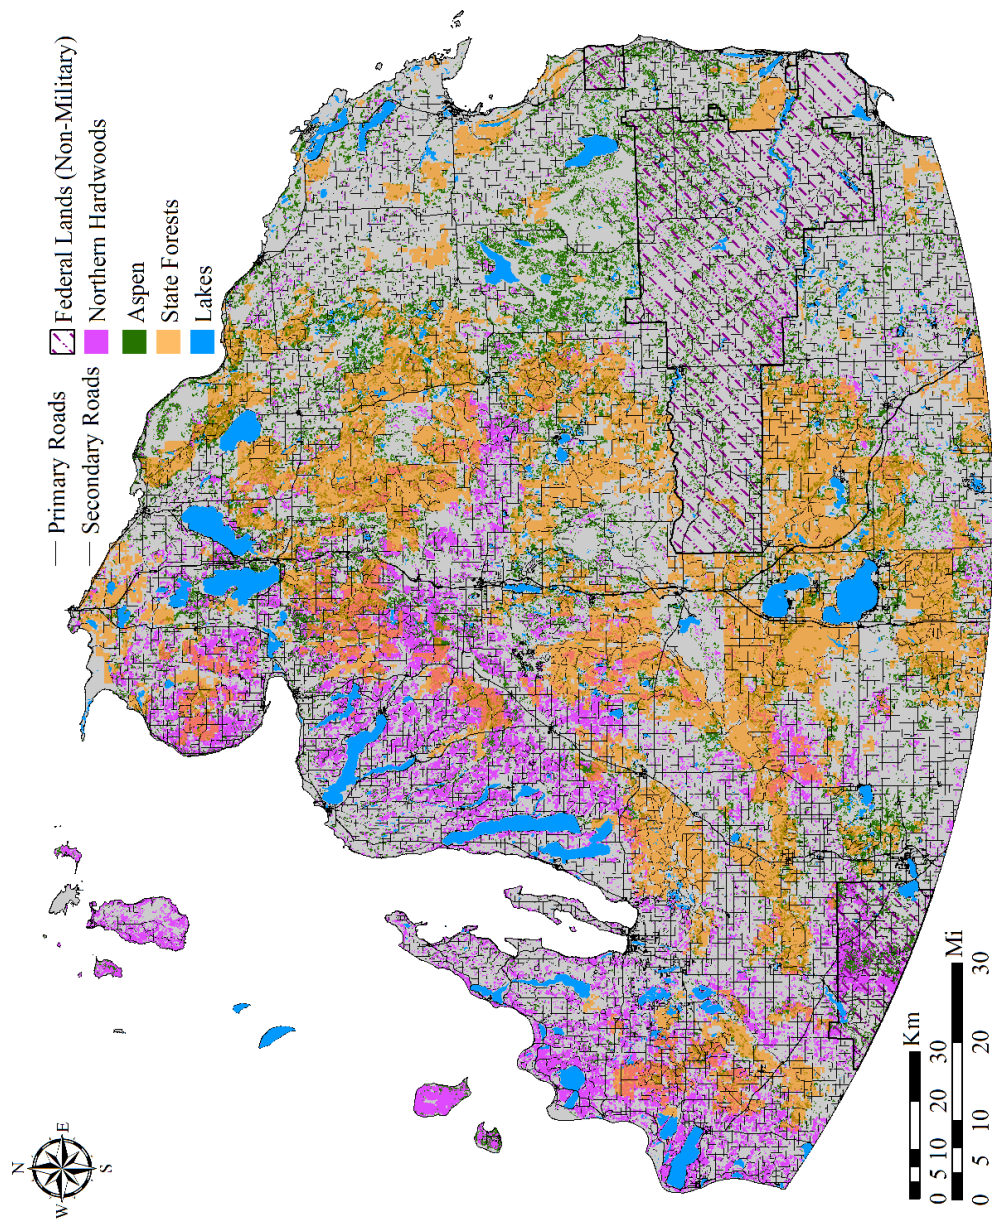 Primary Roads
Secondary Roads
Federal Lands (Non-Military)
Northern Hardwoods
Aspen
State Forests
Lakes
N
W E
S
Km
0 5 10 20 30
Mi
0 5 10 20 30